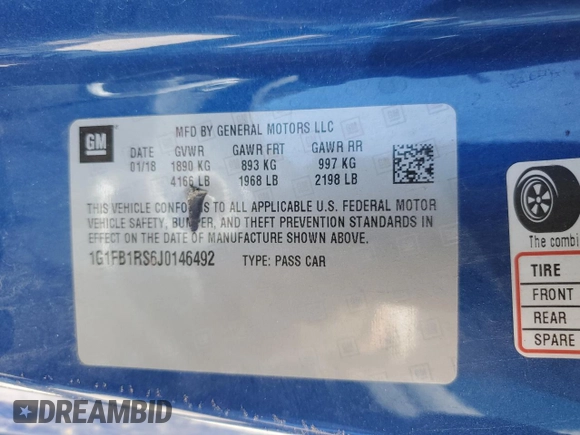 GM
MFD BY GENERAL MOTORS LLC
DATE GVWR GAWR FRT GAWR RR
01/18 1890 KG 893 KG 997 KG
4166 LB 1968 LB 2198 LB
THIS VEHICLE CONFORMS TO ALL APPLICABLE U.S. FEDERAL MOTOR
VEHICLE SAFETY, BUMPER, AND THEFT PREVENTION STANDARDS IN
EFFECT ON THE DATE OF MANUFACTURE SHOWN ABOVE.
1G1FB1RS6J0146492 TYPE: PASS CAR
The combi
TIRE
FRONT
REAR
SPARE
DREAMBID